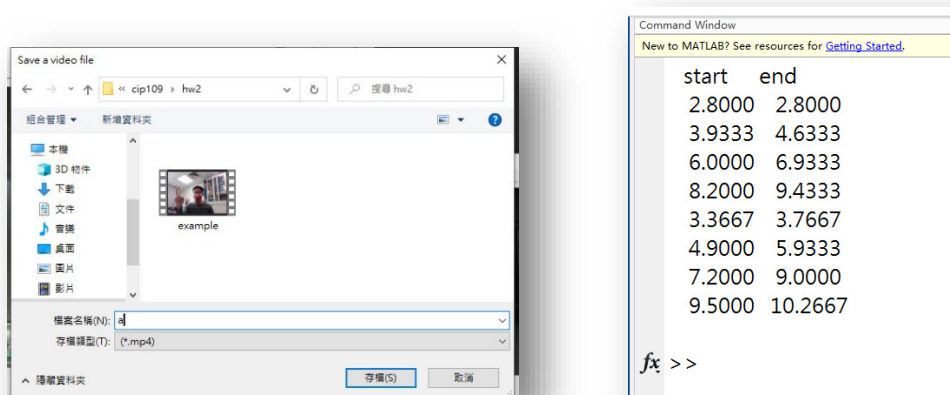 Save a video file
« cip109 › hw2
搜尋 hw2
組合管理 新增資料夾
本機
3D 物件
下載
文件
音樂
桌面
圖片
影片
example
檔案名稱(N): a
存檔類型(T): (*.mp4)
隱藏資料夾
存檔(S) 取消
Command Window
New to MATLAB? See resources for Getting Started.
start end
2.8000 2.8000
3.9333 4.6333
6.0000 6.9333
8.2000 9.4333
3.3667 3.7667
4.9000 5.9333
7.2000 9.0000
9.5000 10.2667
fx >>